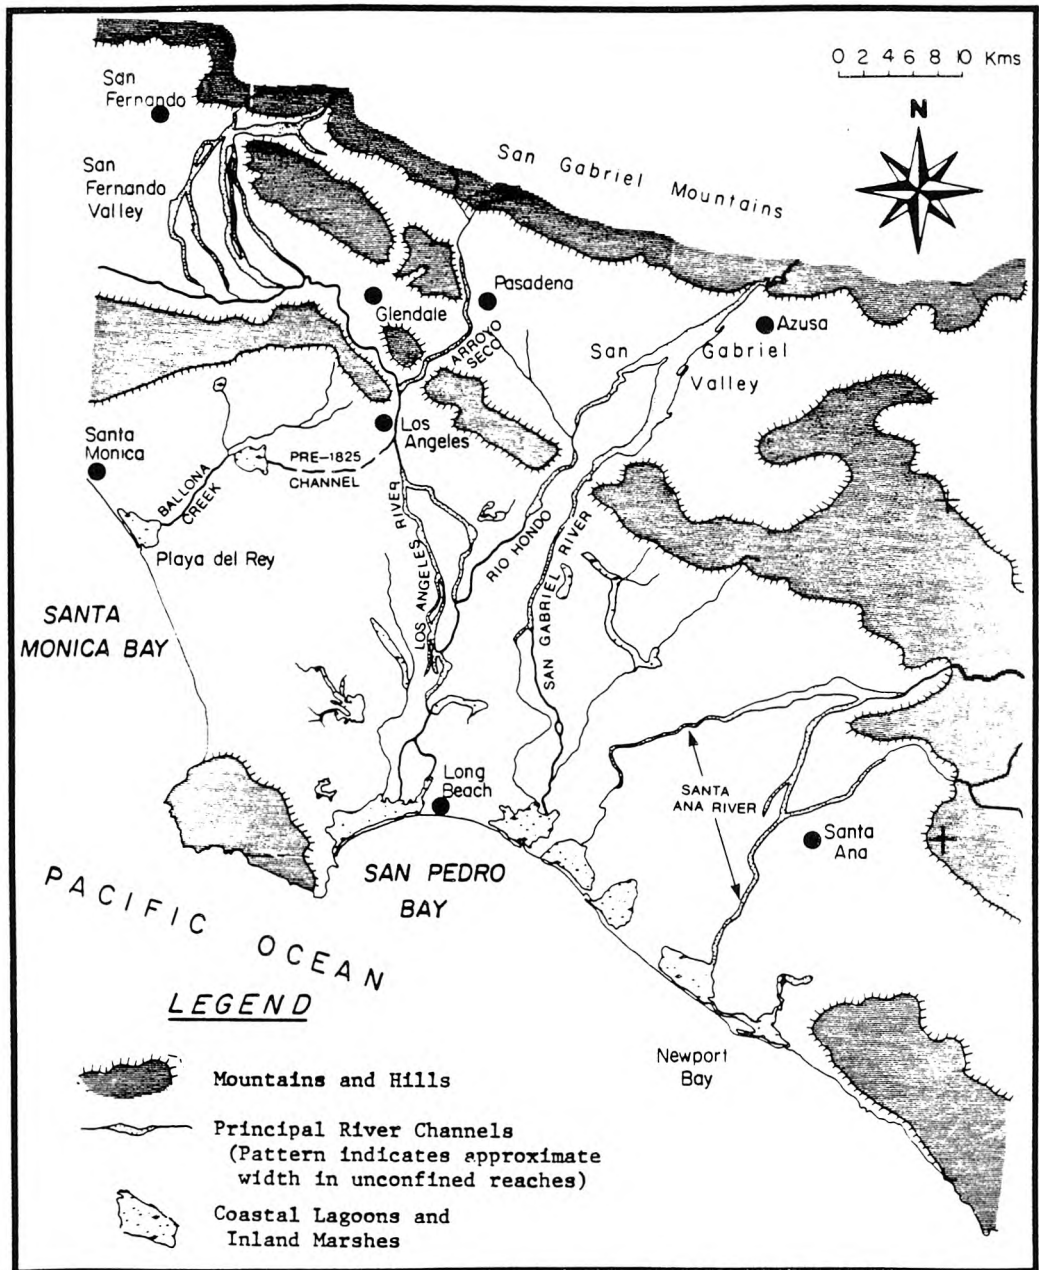 0 2 4 6 8 10 Kms
N
San
Fernando
San
Fernando
Valley
San Gabriel Mountains
Pasadena
Glendale
ARROYO
SECO
Azusa
San Gabriel
Valley
Los
Angeles
Santa
Monica
PRE-1825
CHANNEL
BALLONA
CREEK
Playa del Rey
LOS ANGELES RIVER
RIO HONDO
SAN GABRIEL RIVER
SANTA
MONICA BAY
Long
Beach
SANTA
ANA RIVER
Santa
Ana
SAN PEDRO
BAY
PACIFIC OCEAN
Newport
Bay
LEGEND
Mountains and Hills
Principal River Channels
(Pattern indicates approximate
width in unconfined reaches)
Coastal Lagoons and
Inland Marshes